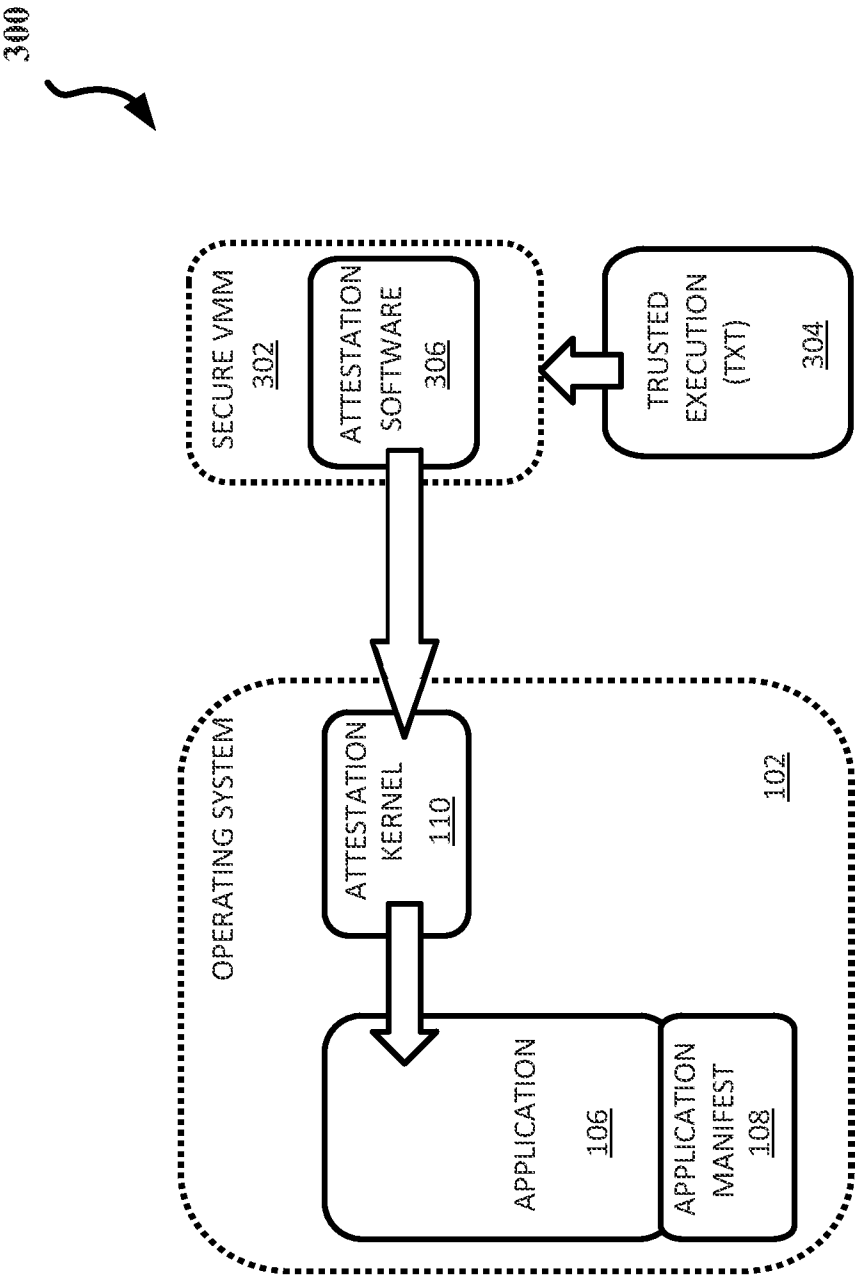 300
OPERATING SYSTEM
APPLICATION
106
APPLICATION
MANIFEST
108
ATTESTATION
KERNEL
110
102
SECURE VMM
302
ATTESTATION
SOFTWARE
306
TRUSTED
EXECUTION
(TXT)
304